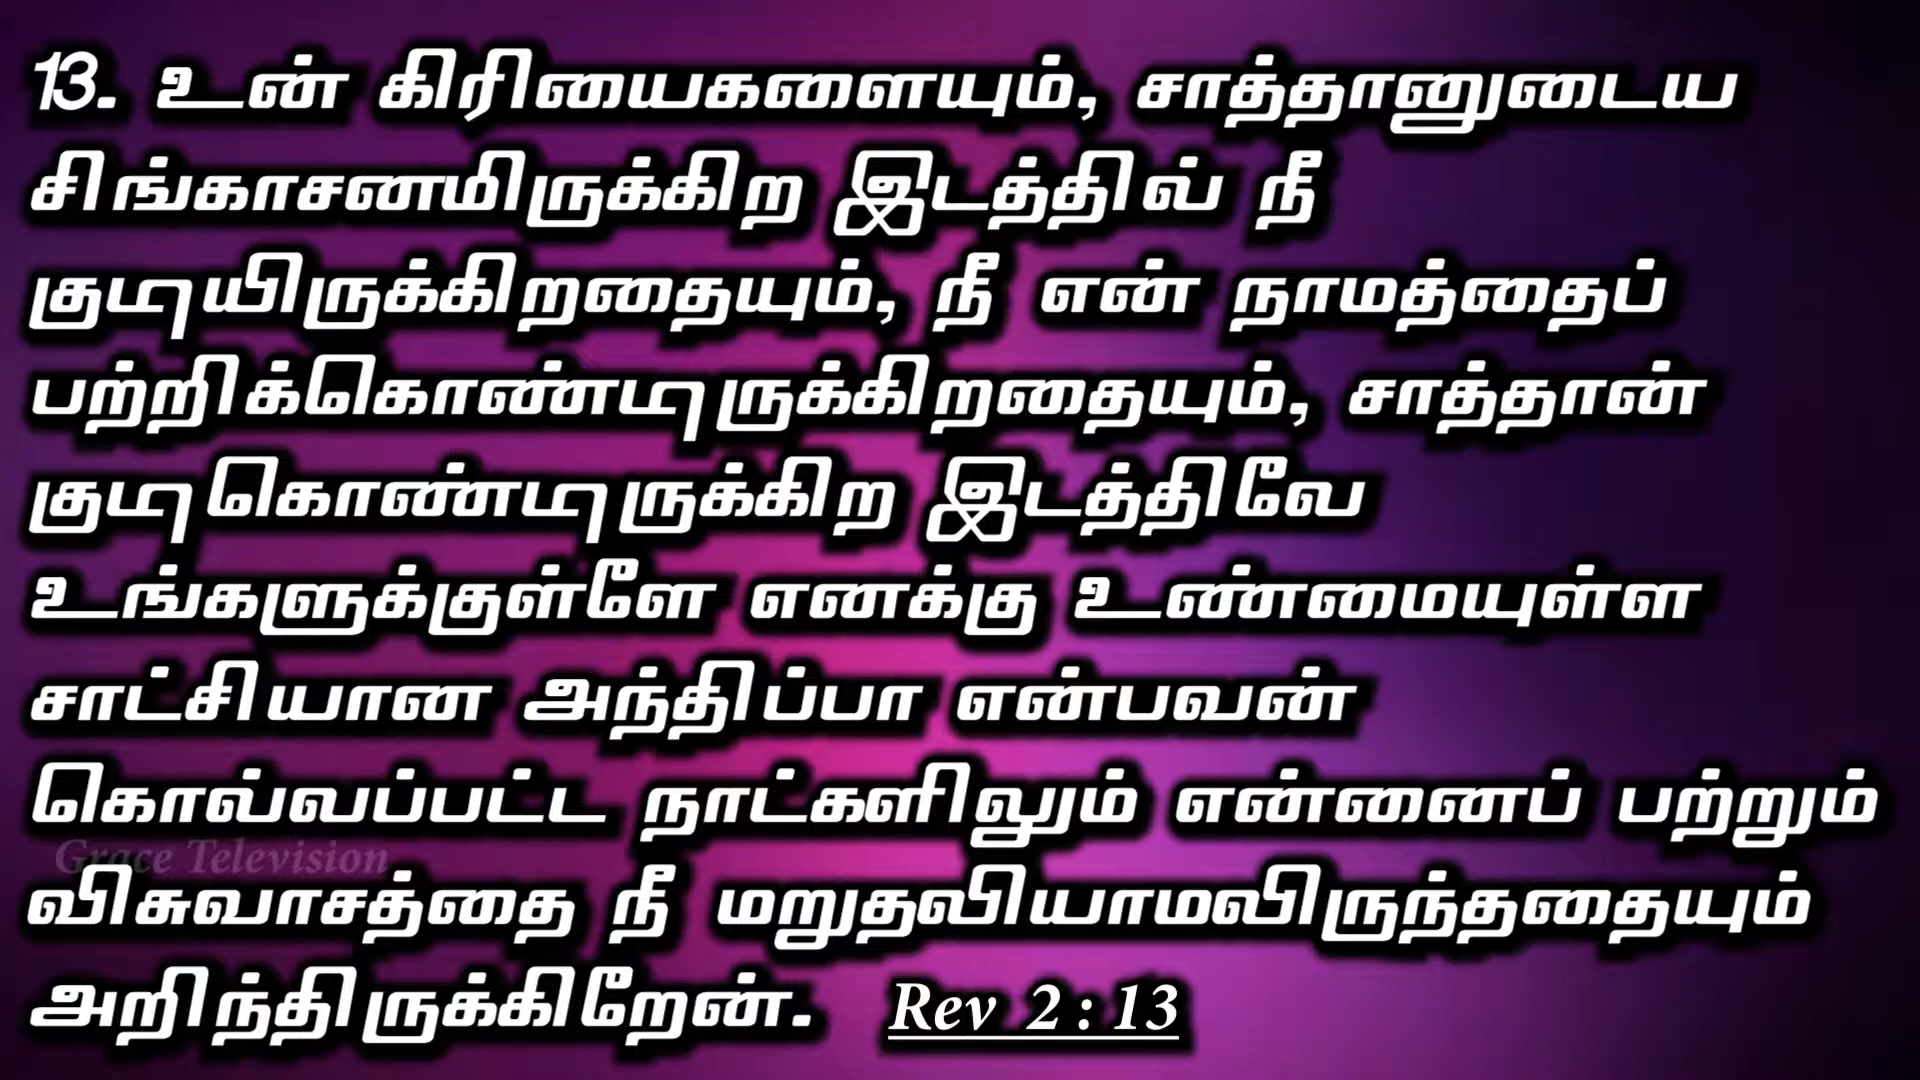 13. உன் கிரியைகளையும், சாத்தானுடைய
சிங்காசனமிருக்கிற இடத்தில் நீ
குடியிருக்கிறதையும், நீ என் நாமத்தைப்
பற்றிக்கொண்டிருக்கிறதையும், சாத்தான்
குடிகொண்டிருக்கிற இடத்திலே
உங்களுக்குள்ளே எனக்கு உண்மையுள்ள
சாட்சியான அந்திப்பா என்பவன்
கொல்லப்பட்ட நாட்களிலும் என்னைப் பற்றும்
Grace Television
விசுவாசத்தை நீ மறுதலியாமலிருந்ததையும்
அறிந்திருக்கிறேன். Rev 2 : 13